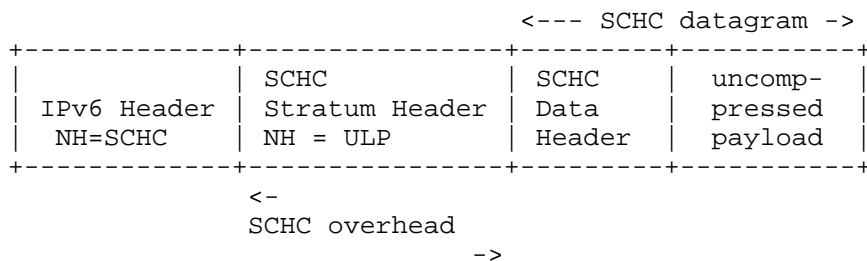 <--- SCHC datagram ->
+-------------+----------------+---------+-----------+
|             | SCHC           | SCHC    |  uncomp-  |
| IPv6 Header | Stratum Header | Data    |  pressed  |
|  NH=SCHC    | NH = ULP       | Header  |  payload  |
+-------------+----------------+---------+-----------+
<-
SCHC overhead
->